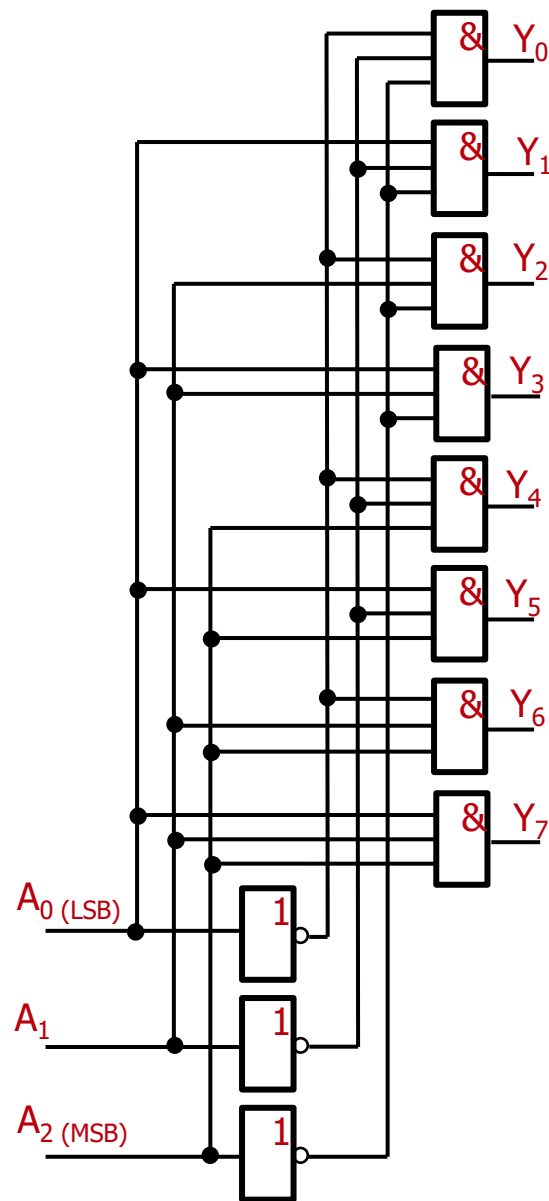 & Y₀
& Y₁
& Y₂
& Y₃
& Y₄
& Y₅
& Y₆
& Y₇
A₀ (LSB) 1
A₁ 1
A₂ (MSB) 1